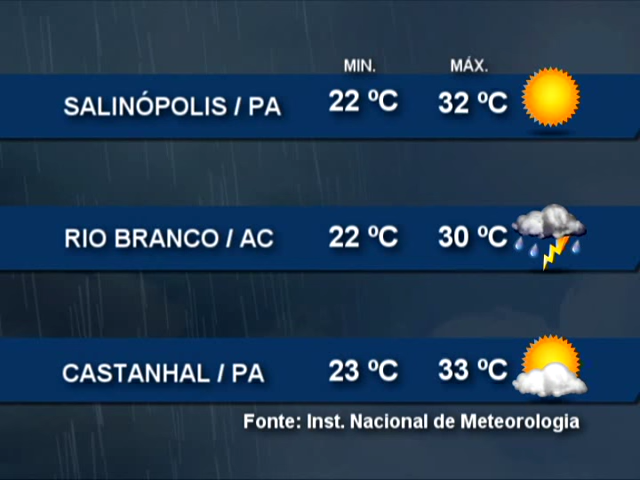 MIN. MÁX.
SALINÓPOLIS / PA 22 ºC 32 ºC
RIO BRANCO / AC 22 ºC 30 ºC
CASTANHAL / PA 23 ºC 33 ºC
Fonte: Inst. Nacional de Meteorologia